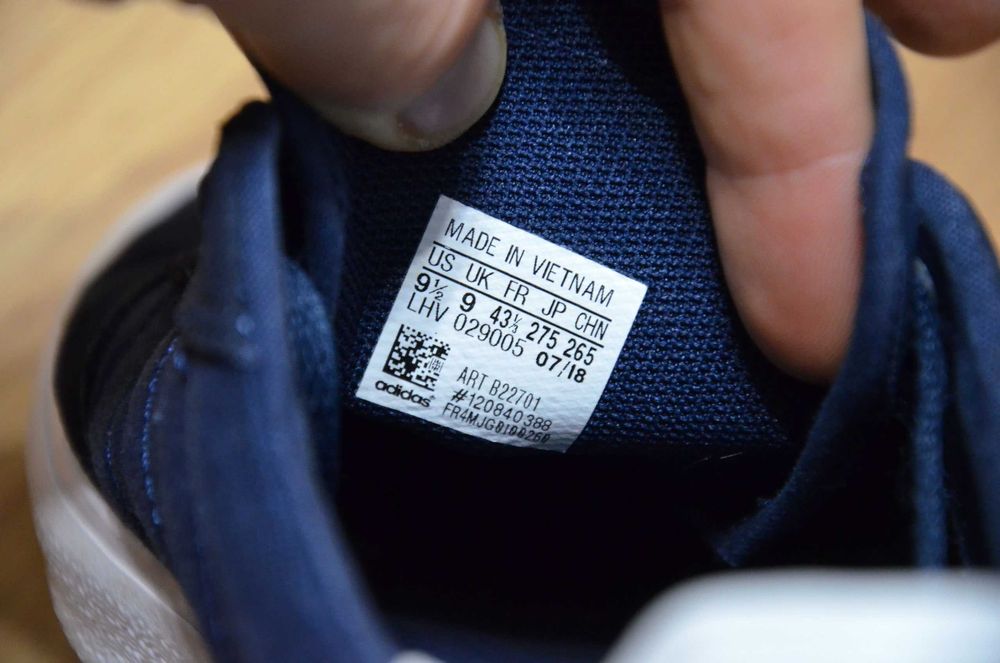 MADE IN VIETNAM
US UK FR JP CHN
9½ 9 43⅓ 275 265
LHV 029005 07/18
ART B22701
#120840388
adidas